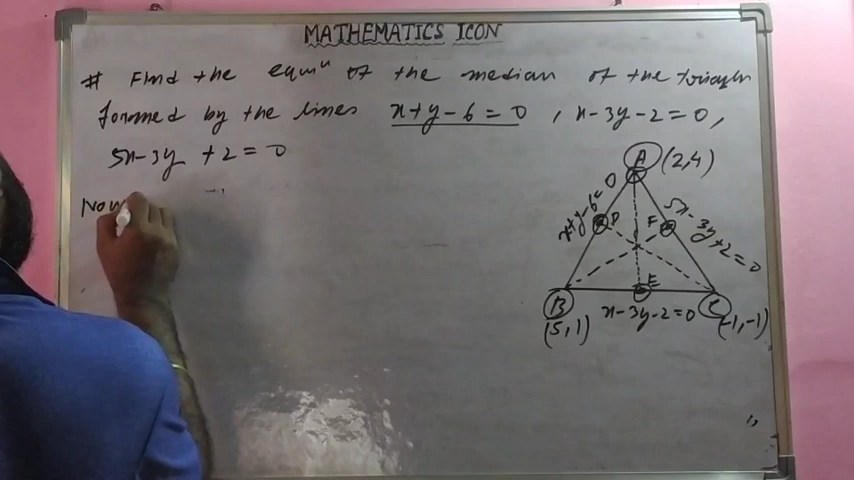 MATHEMATICS ICON
# Find the equnⁿ of the median of the triangle
formed by the lines x+y-6=0, x-3y-2=0,
5x-3y+2=0
Now
A (2,4)
x+y-6=0
5x-3y+2=0
D
F
E
B
C
x-3y-2=0
(5,1)
(-1,-1)